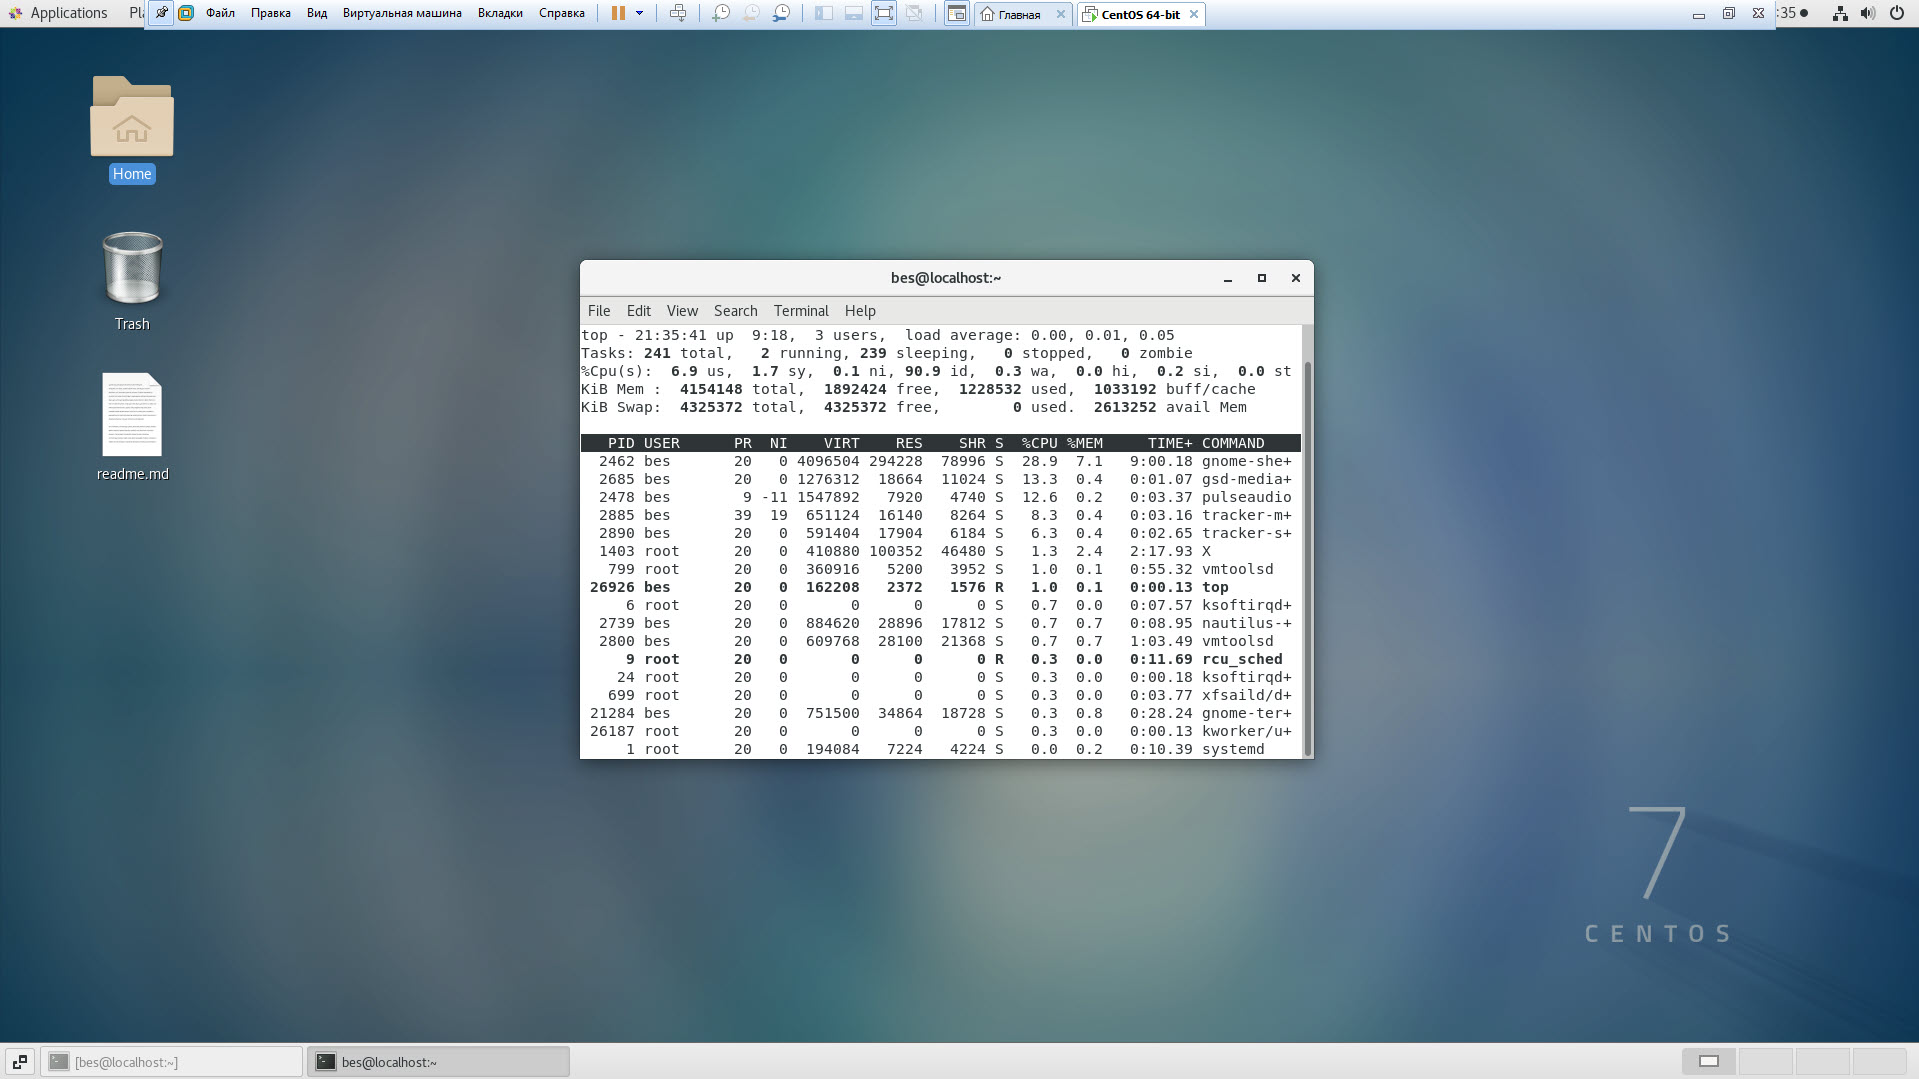 Applications Pl Файл Правка Вид Виртуальная машина Вкладки Справка Главная CentOS 64-bit :35
Home
Trash
readme.md
bes@localhost:~
File Edit View Search Terminal Help
top - 21:35:41 up  9:18,  3 users,  load average: 0.00, 0.01, 0.05
Tasks: 241 total,   2 running, 239 sleeping,   0 stopped,   0 zombie
%Cpu(s):  6.9 us,  1.7 sy,  0.1 ni, 90.9 id,  0.3 wa,  0.0 hi,  0.2 si,  0.0 st
KiB Mem :  4154148 total,  1892424 free,  1228532 used,  1033192 buff/cache
KiB Swap:  4325372 total,  4325372 free,        0 used.  2613252 avail Mem
PID USER      PR  NI    VIRT    RES    SHR S  %CPU %MEM     TIME+ COMMAND
2462 bes       20   0 4096504 294228  78996 S  28.9  7.1   9:00.18 gnome-she+
2685 bes       20   0 1276312  18664  11024 S  13.3  0.4   0:01.07 gsd-media+
2478 bes        9 -11 1547892   7920   4740 S  12.6  0.2   0:03.37 pulseaudio
2885 bes       39  19  651124  16140   8264 S   8.3  0.4   0:03.16 tracker-m+
2890 bes       20   0  591404  17904   6184 S   6.3  0.4   0:02.65 tracker-s+
1403 root      20   0  410880 100352  46480 S   1.3  2.4   2:17.93 X
799 root      20   0  360916   5200   3952 S   1.0  0.1   0:55.32 vmtoolsd
26926 bes       20   0  162208   2372   1576 R   1.0  0.1   0:00.13 top
6 root      20   0       0      0      0 S   0.7  0.0   0:07.57 ksoftirqd+
2739 bes       20   0  884620  28896  17812 S   0.7  0.7   0:08.95 nautilus-+
2800 bes       20   0  609768  28100  21368 S   0.7  0.7   1:03.49 vmtoolsd
9 root      20   0       0      0      0 R   0.3  0.0   0:11.69 rcu_sched
24 root      20   0       0      0      0 S   0.3  0.0   0:00.18 ksoftirqd+
699 root      20   0       0      0      0 S   0.3  0.0   0:03.77 xfsaild/d+
21284 bes       20   0  751500  34864  18728 S   0.3  0.8   0:28.24 gnome-ter+
26187 root      20   0       0      0      0 S   0.3  0.0   0:00.13 kworker/u+
1 root      20   0  194084   7224   4224 S   0.0  0.2   0:10.39 systemd
7
CENTOS
[bes@localhost:~] bes@localhost:~